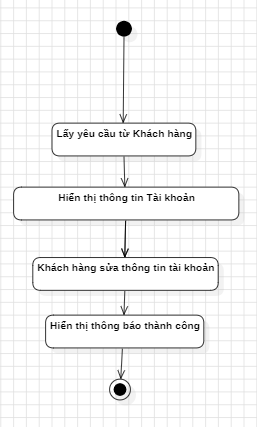 Lấy yêu cầu từ Khách hàng
Hiển thị thông tin Tài khoản
Khách hàng sửa thông tin tài khoản
Hiển thị thông báo thành công